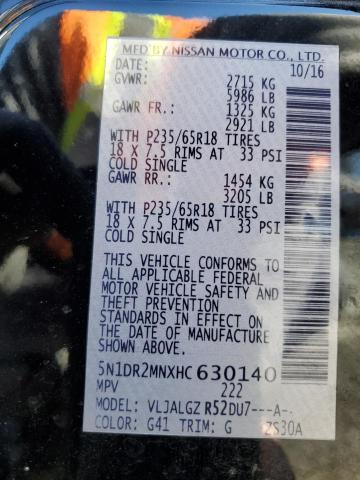 MFD BY NISSAN MOTOR CO., LTD.
DATE: 10/16
GVWR: 2715 KG
5986 LB
GAWR FR.: 1325 KG
2921 LB
WITH P235/65R18 TIRES
18 X 7.5 RIMS AT 33 PSI
COLD SINGLE
GAWR RR.: 1454 KG
3205 LB
WITH P235/65R18 TIRES
18 X 7.5 RIMS AT 33 PSI
COLD SINGLE
THIS VEHICLE CONFORMS TO
ALL APPLICABLE FEDERAL
MOTOR VEHICLE SAFETY AND
THEFT PREVENTION
STANDARDS IN EFFECT ON
THE DATE OF MANUFACTURE
SHOWN ABOVE.
5N1DR2MNXHC630140
MPV 222
MODEL: VLJALGZ R52DU7---A-
COLOR: G41 TRIM: G ZS30A